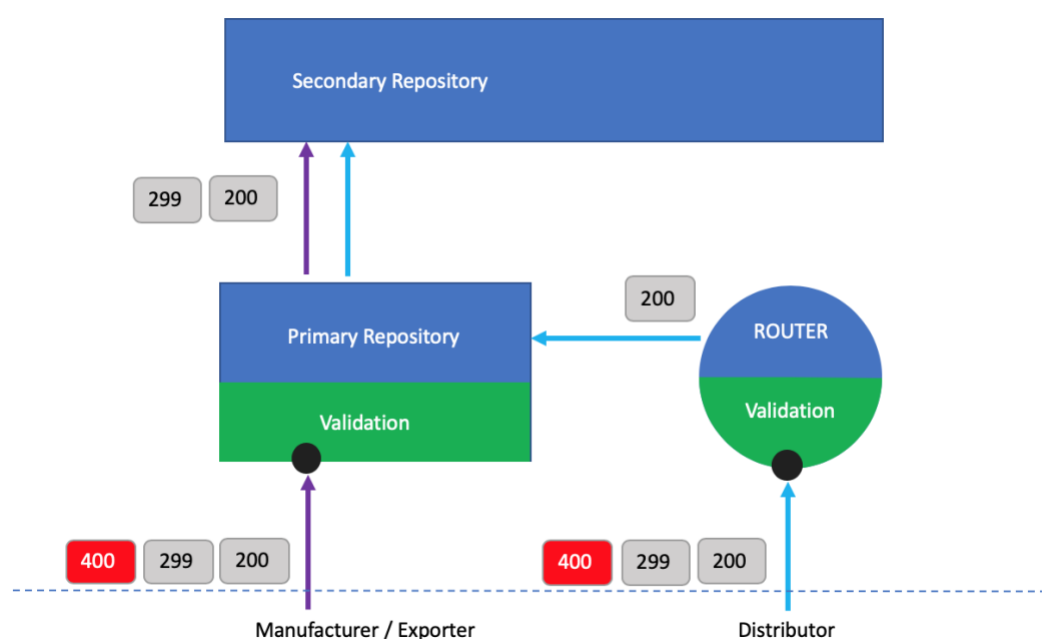 Secondary Repository
299 200
200
Primary Repository
ROUTER
Validation
Validation
400 299 200
400 299 200
Manufacturer / Exporter
Distributor